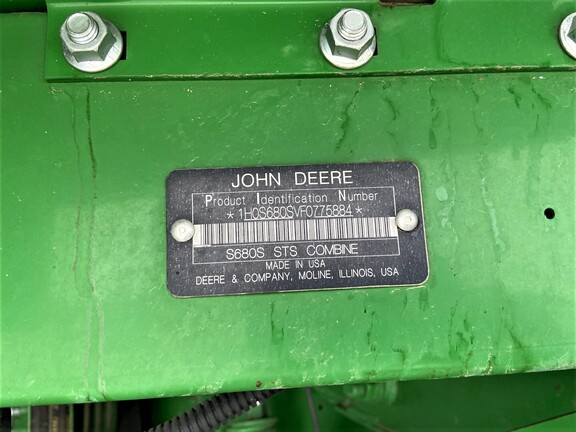 JOHN DEERE
Product Identification Number
*1H0S680SVF0775884*
S680S STS COMBINE
MADE IN USA
DEERE & COMPANY, MOLINE, ILLINOIS, USA